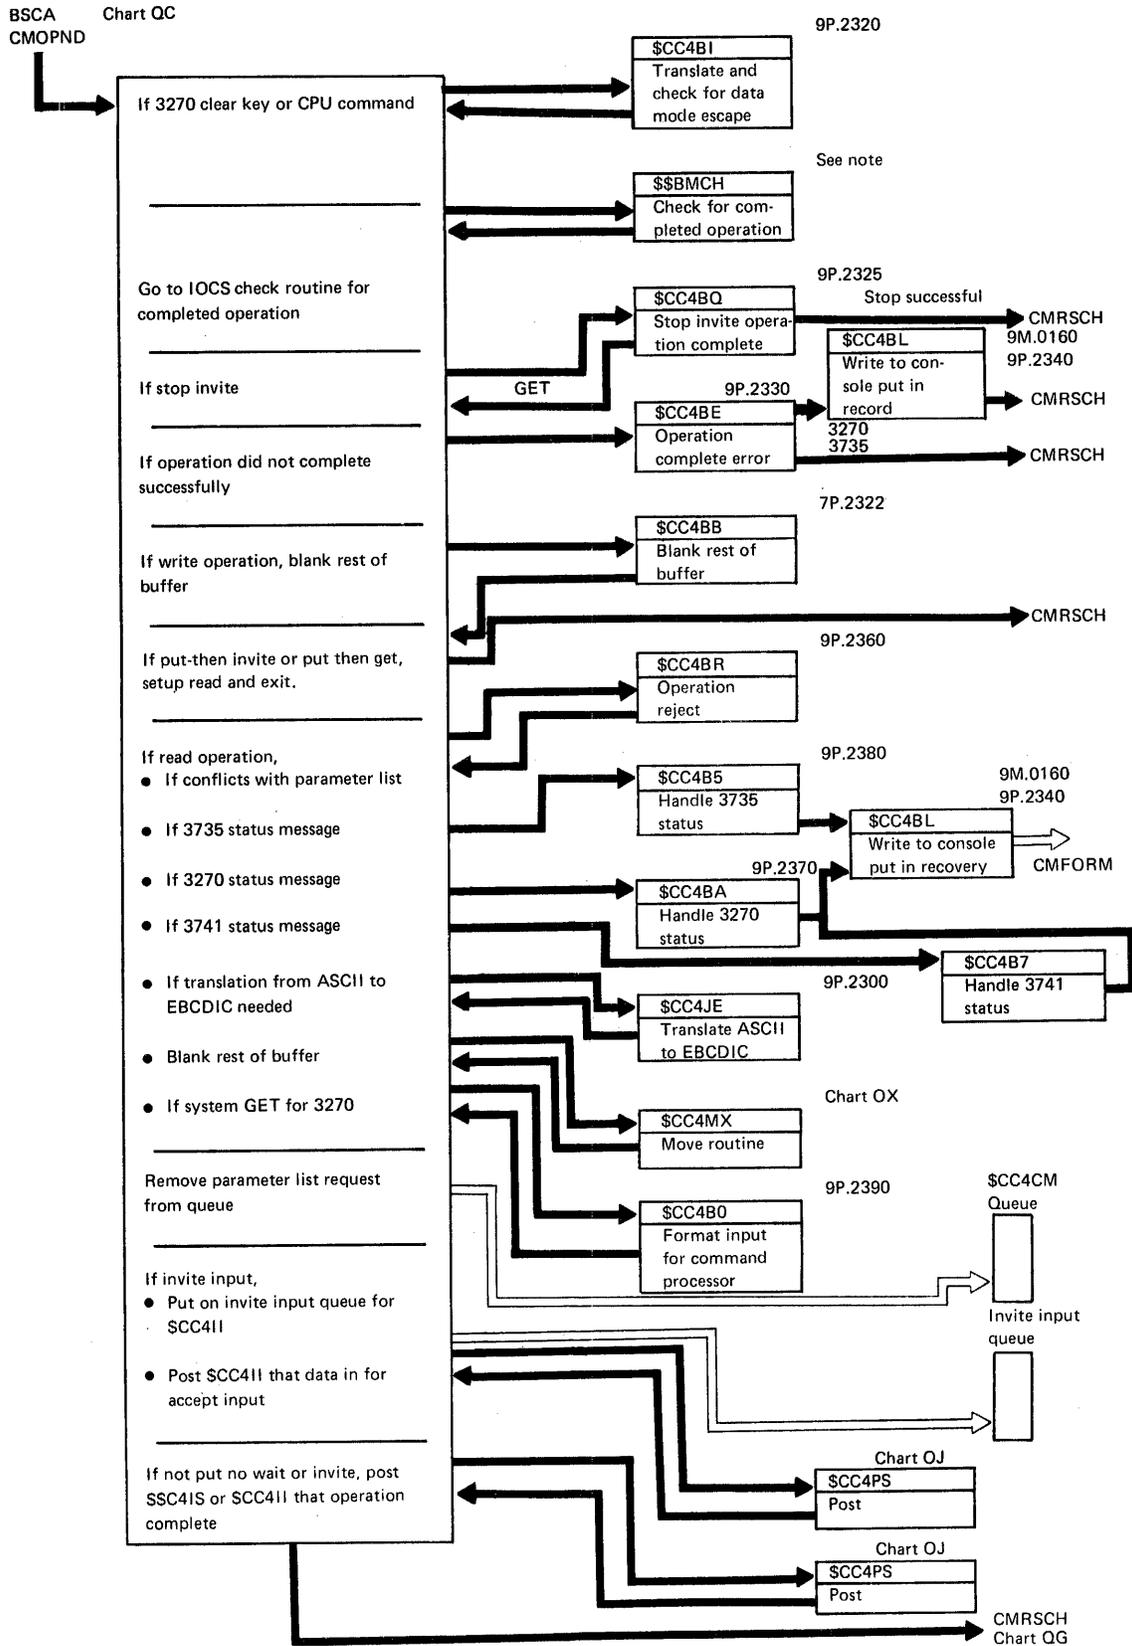 BSCA Chart QC
CMOPND
9P.2320
$CC4BI
Translate and
check for data
mode escape
If 3270 clear key or CPU command
See note
$$BMCH
Check for com-
pleted operation
Go to IOCS check routine for
completed operation
9P.2325
$CC4BQ
Stop invite opera-
tion complete
Stop successful
CMRSCH
9M.0160
9P.2340
$CC4BL
Write to con-
sole put in
record
CMRSCH
If stop invite
GET
9P.2330
$CC4BE
Operation
complete error
3270
3735
CMRSCH
If operation did not complete
successfully
7P.2322
$CC4BB
Blank rest of
buffer
If write operation, blank rest of
buffer
CMRSCH
9P.2360
If put-then invite or put then get,
setup read and exit.
$CC4BR
Operation
reject
If read operation,
• If conflicts with parameter list
9P.2380
$CC4B5
Handle 3735
status
9M.0160
9P.2340
$CC4BL
Write to console
put in recovery
CMFORM
• If 3735 status message
• If 3270 status message
9P.2370
$CC4BA
Handle 3270
status
• If 3741 status message
$CC4B7
Handle 3741
status
9P.2300
• If translation from ASCII to
EBCDIC needed
$CC4JE
Translate ASCII
to EBCDIC
• Blank rest of buffer
• If system GET for 3270
Chart OX
$CC4MX
Move routine
Remove parameter list request
from queue
9P.2390
$CC4B0
Format input
for command
processor
$CC4CM
Queue
If invite input,
• Put on invite input queue for
SCC4II
Invite input
queue
• Post $CC4II that data in for
accept input
Chart OJ
$CC4PS
Post
If not put no wait or invite, post
SSC4IS or SCC4II that operation
complete
Chart OJ
$CC4PS
Post
CMRSCH
Chart QG